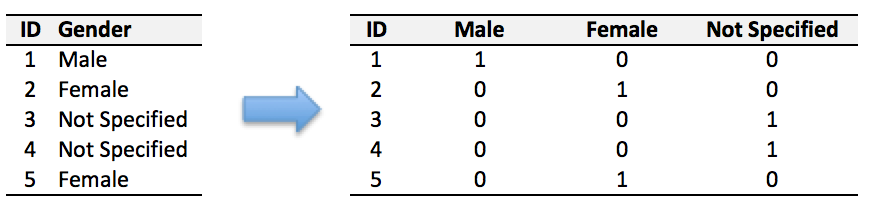 ID Gender
1 Male
2 Female
3 Not Specified
4 Not Specified
5 Female
ID Male Female Not Specified
1 1 0 0
2 0 1 0
3 0 0 1
4 0 0 1
5 0 1 0